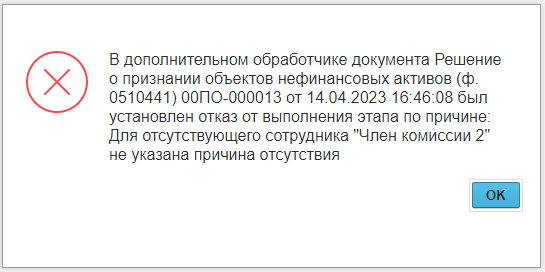 В дополнительном обработчике документа Решение
о признании объектов нефинансовых активов (ф.
0510441) 00ПО-000013 от 14.04.2023 16:46:08 был
установлен отказ от выполнения этапа по причине:
Для отсутствующего сотрудника "Член комиссии 2"
не указана причина отсутствия
OK